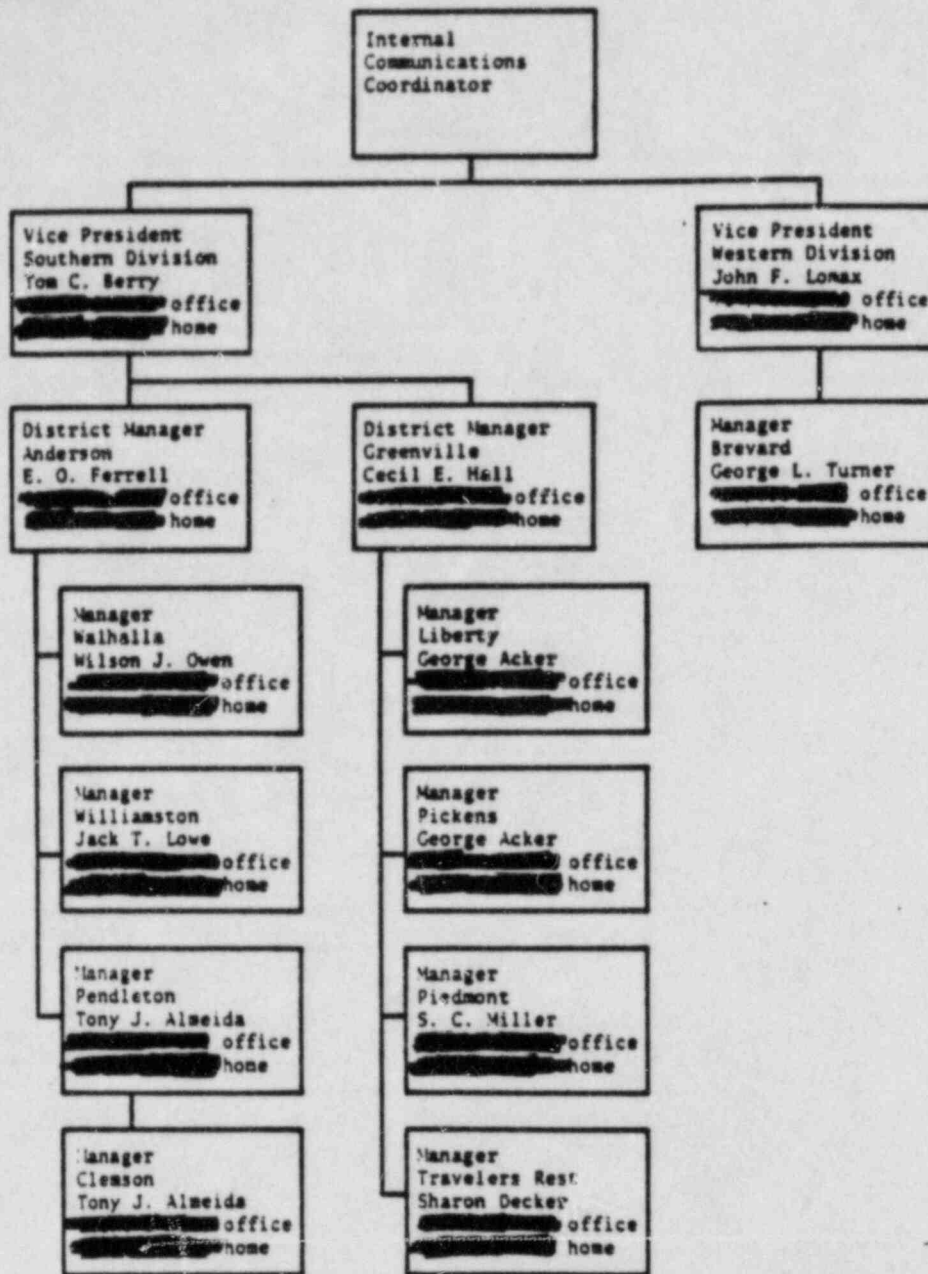 Internal
Communications
Coordinator
Vice President
Southern Division
Tom C. Berry
office
home
Vice President
Western Division
John F. Lomax
office
home
District Manager
Anderson
E. O. Ferrell
office
home
District Manager
Greenville
Cecil E. Hall
office
home
Manager
Brevard
George L. Turner
office
home
Manager
Walhalla
Wilson J. Owen
office
home
Manager
Liberty
George Acker
office
home
Manager
Williamston
Jack T. Lowe
office
home
Manager
Pickens
George Acker
office
home
Manager
Pendleton
Tony J. Almeida
office
home
Manager
Piedmont
S. C. Miller
office
home
Manager
Clemson
Tony J. Almeida
office
home
Manager
Travelers Rest
Sharon Decker
office
home